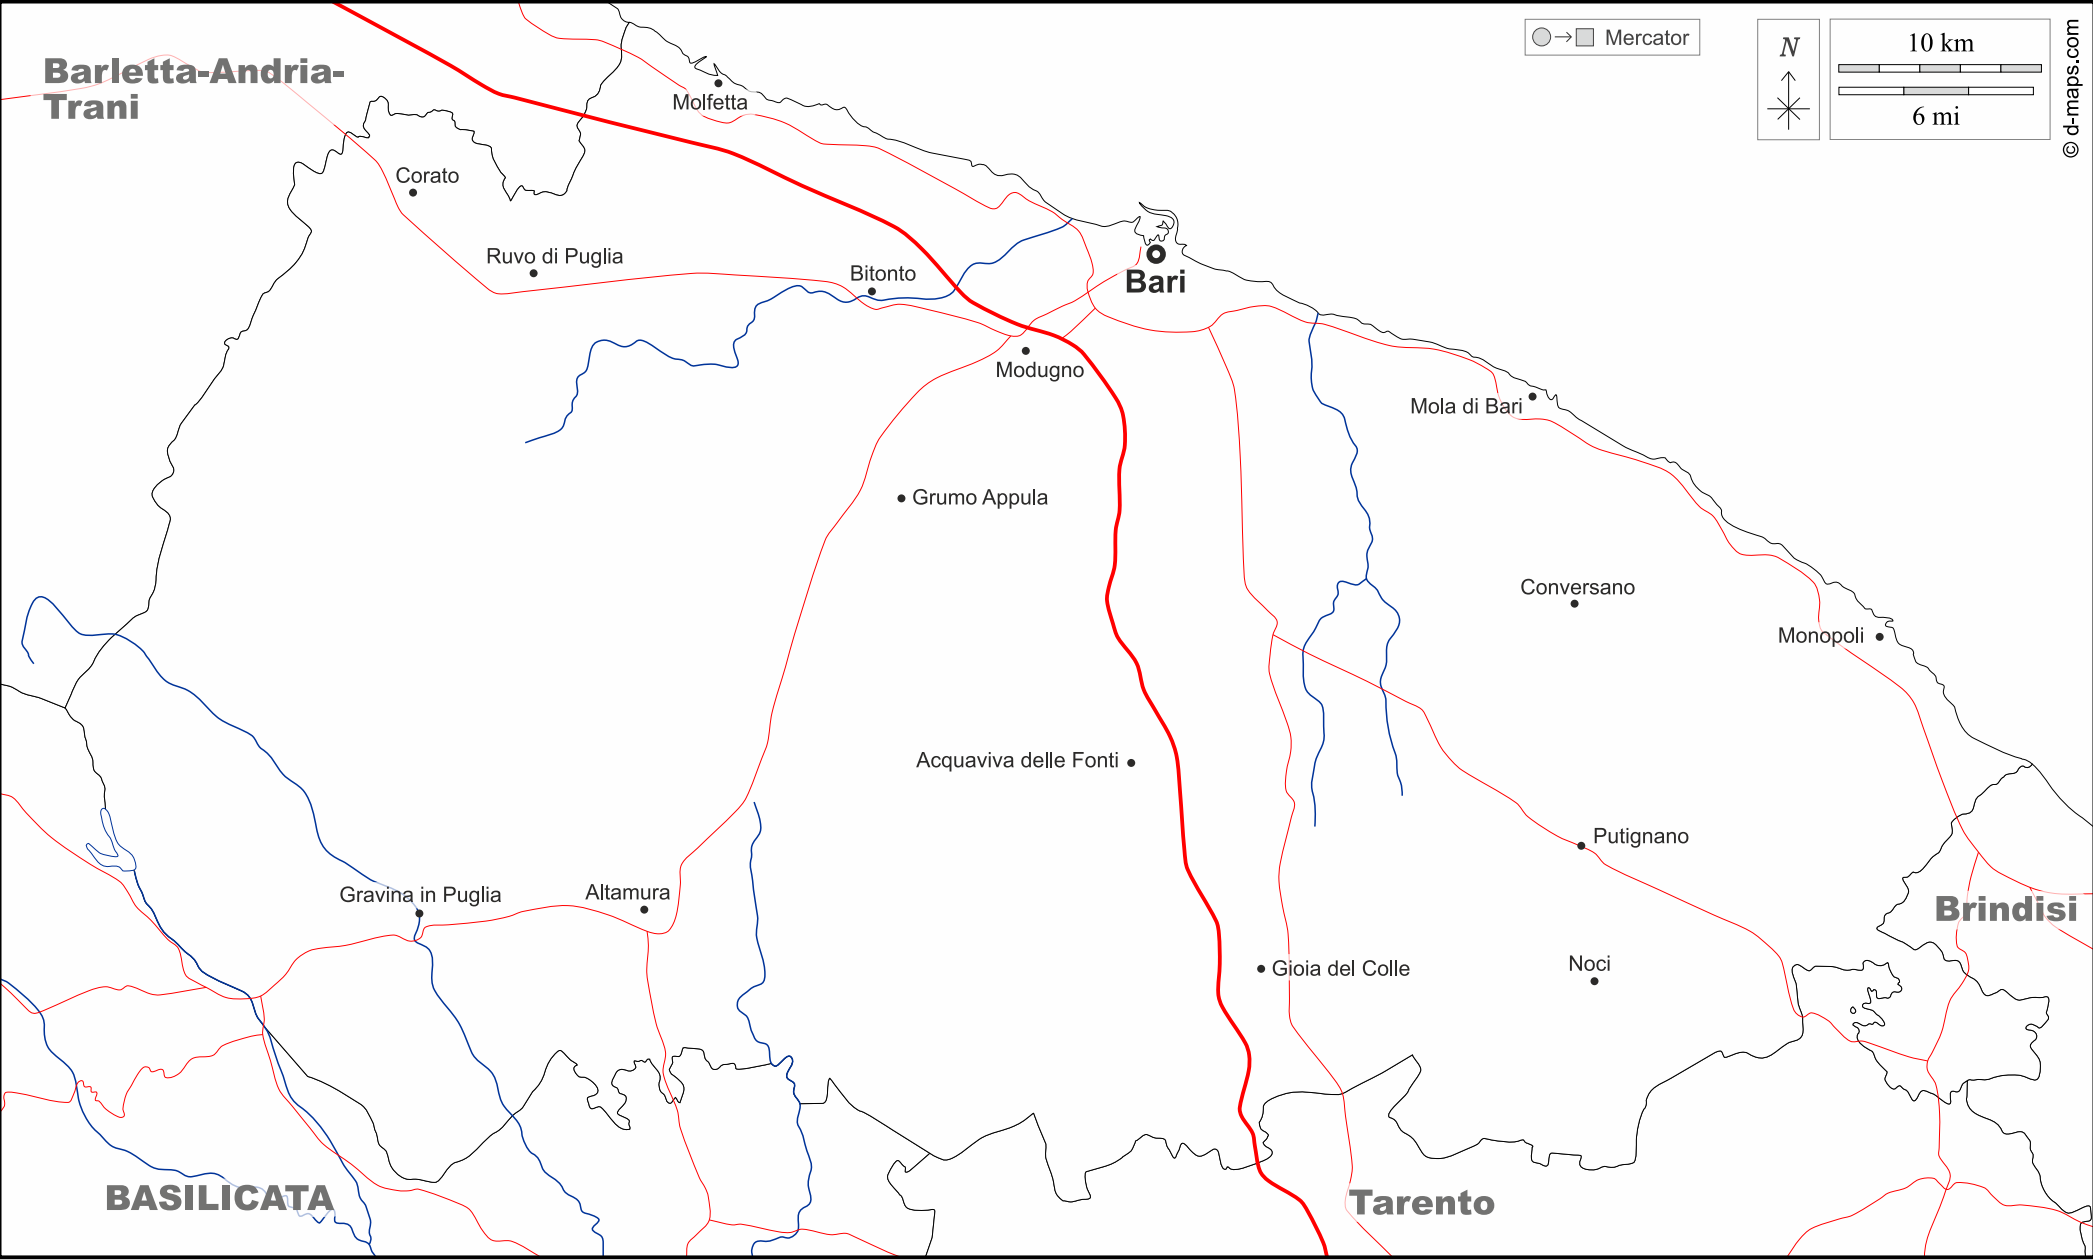 Mercator
N
10 km
6 mi
© d-maps.com
Barletta-Andria-
Trani
Molfetta
Corato
Ruvo di Puglia
Bitonto
Bari
Modugno
Mola di Bari
Grumo Appula
Conversano
Monopoli
Acquaviva delle Fonti
Putignano
Gravina in Puglia
Altamura
Brindisi
Gioia del Colle
Noci
BASILICATA
Tarento